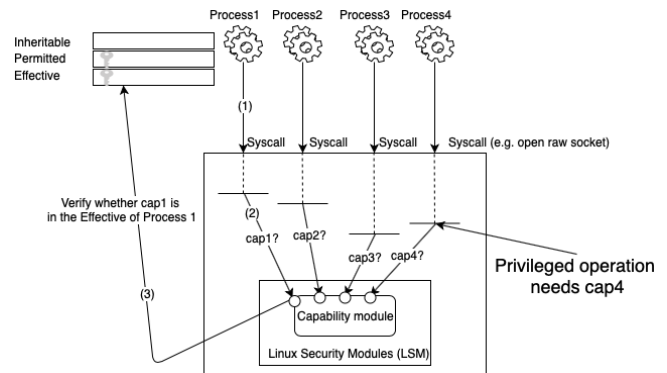 Process1
Process2
Process3
Process4
Inheritable
Permitted
Effective
(1)
Syscall
Syscall
Syscall
Syscall (e.g. open raw socket)
Verify whether cap1 is
in the Effective of Process 1
(2)
cap1?
cap2?
cap3?
cap4?
Privileged operation
needs cap4
(3)
Capability module
Linux Security Modules (LSM)